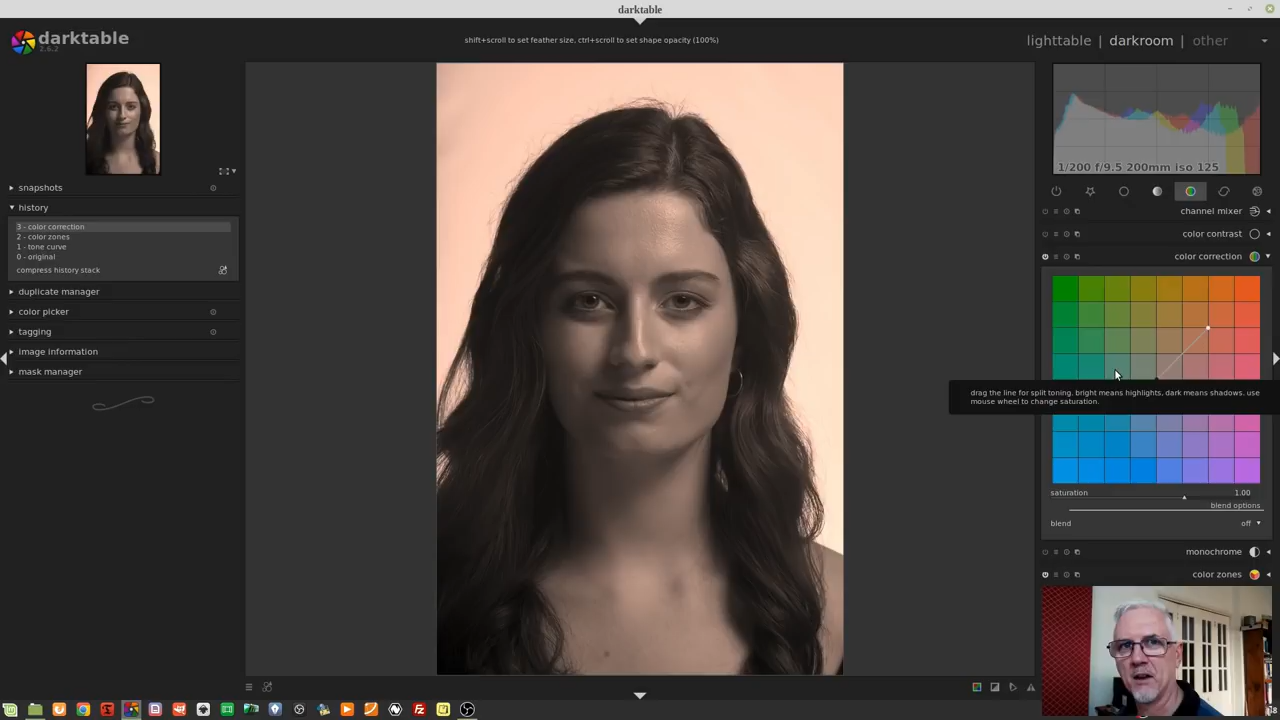 darktable
darktable
2.6.2
shift+scroll to set feather size, ctrl+scroll to set shape opacity (100%)
lighttable | darkroom | other
1/200 f/9.5 200mm iso 125
snapshots
history
3 - color correction
2 - color zones
1 - tone curve
0 - original
compress history stack
duplicate manager
color picker
tagging
image information
mask manager
channel mixer
color contrast
color correction
drag the line for split toning. bright means highlights, dark means shadows. use
mouse wheel to change saturation.
saturation 1.00
blend options
blend off
monochrome
color zones